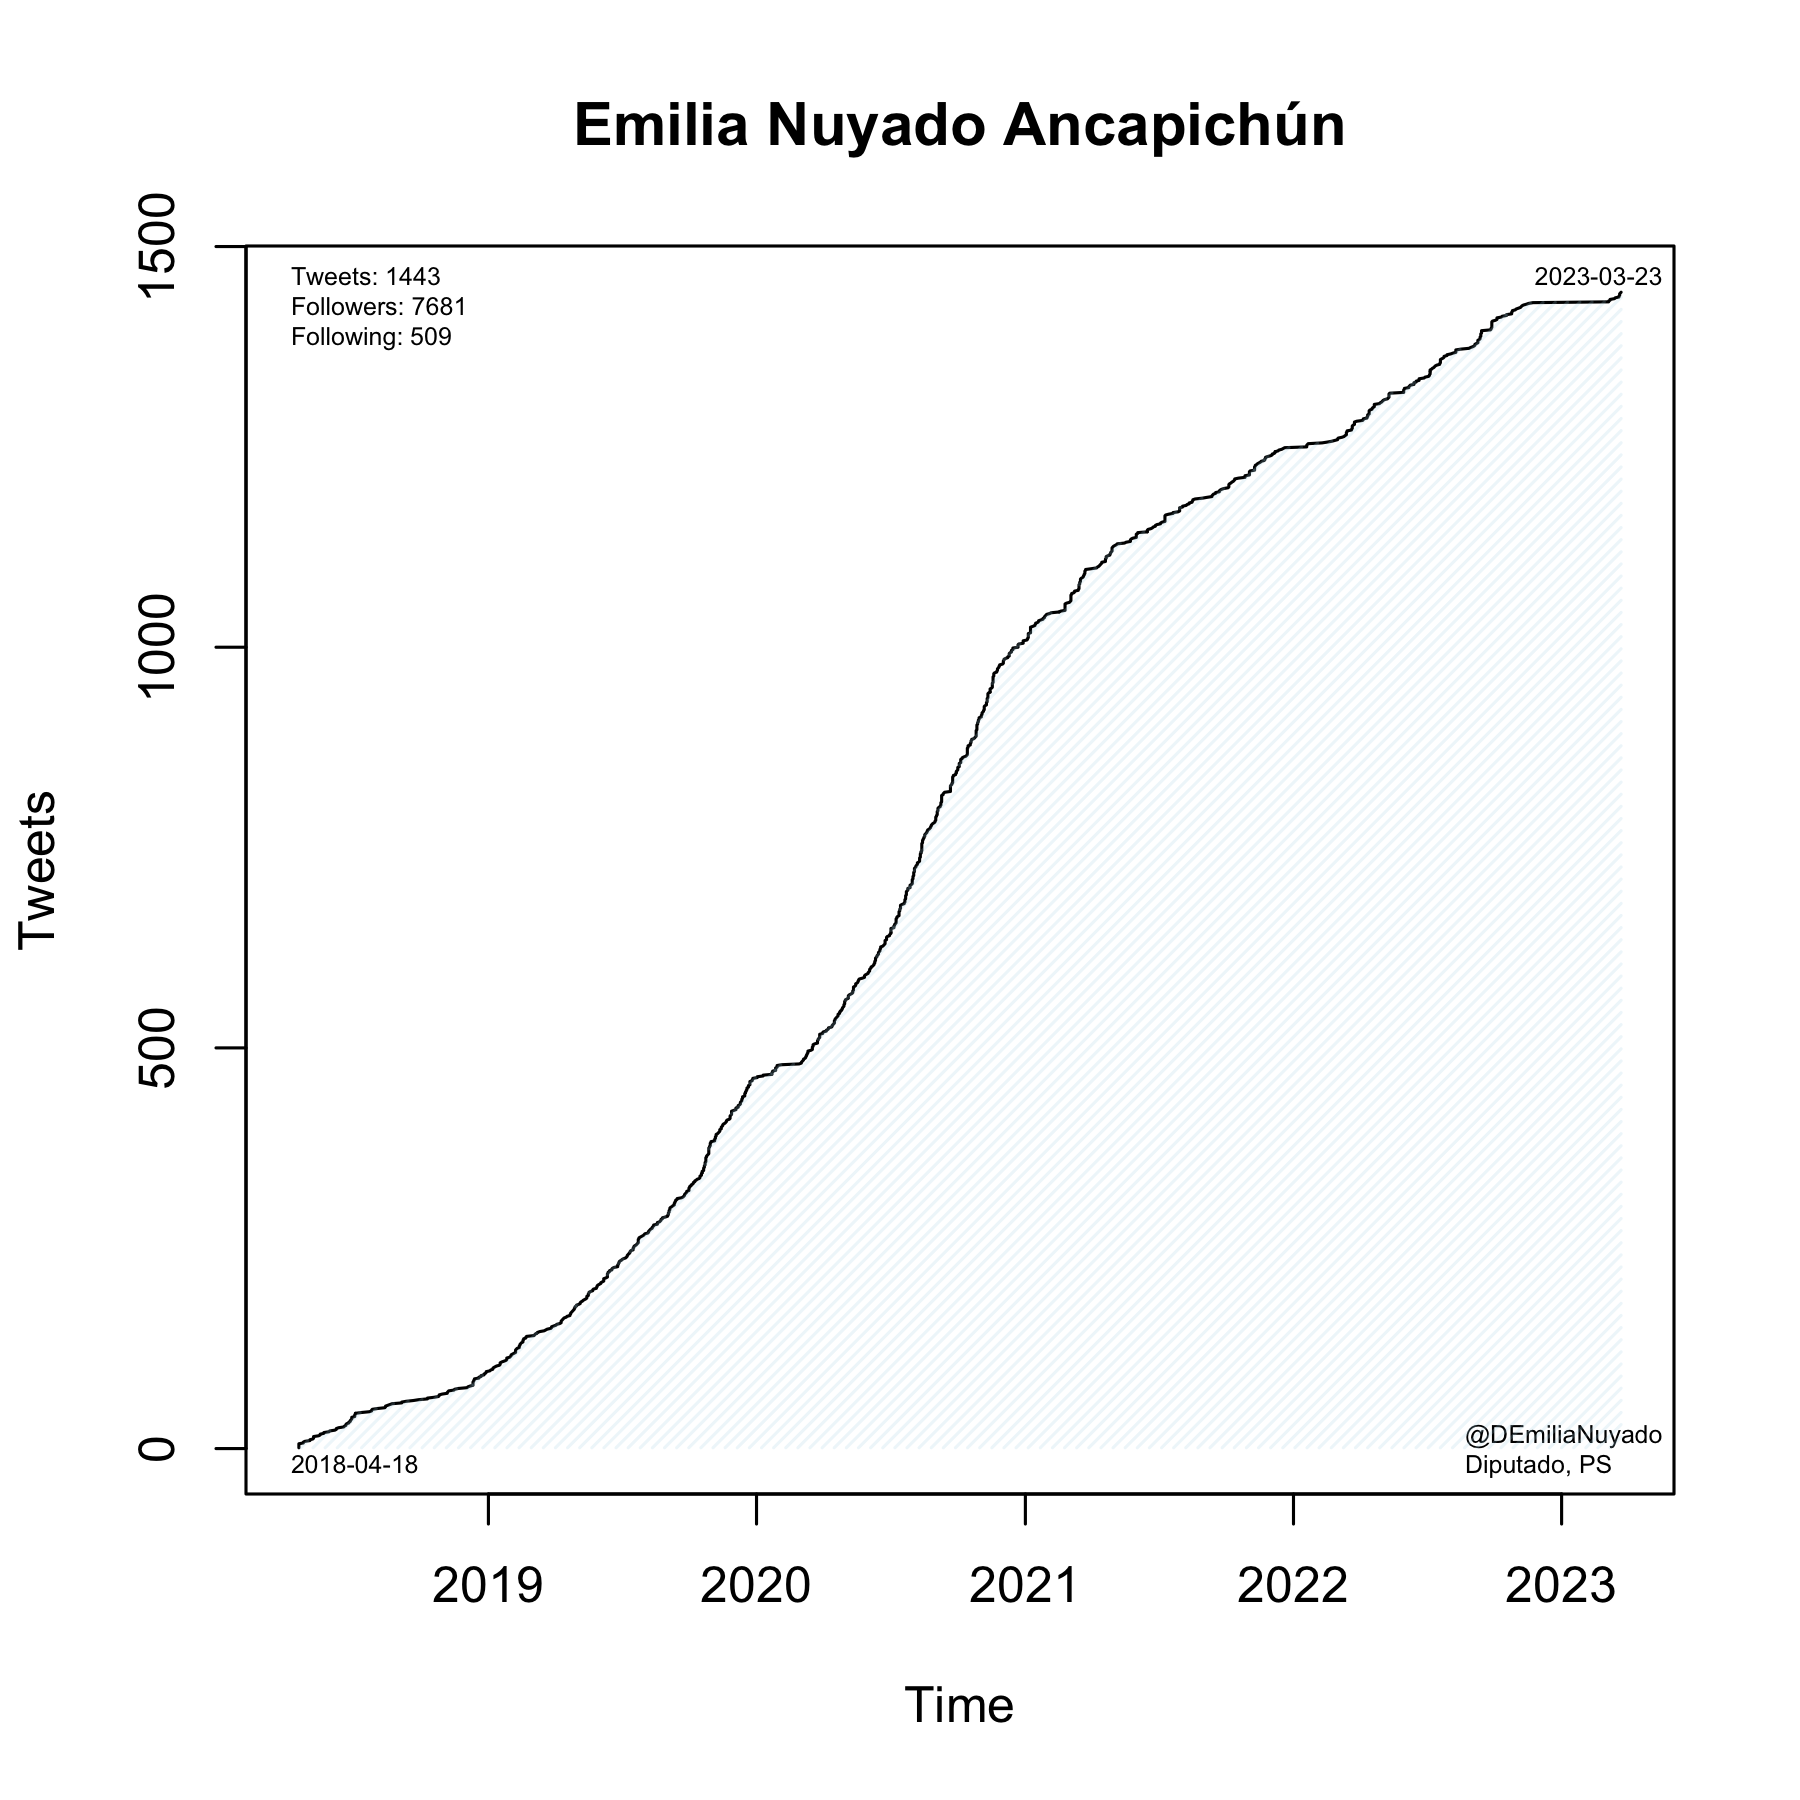 Emilia Nuyado Ancapichún
Tweets: 1443
Followers: 7681
Following: 509
2023-03-23
1500
1000
500
0
Tweets
2018-04-18
@DEmiliaNuyado
Diputado, PS
2019
2020
2021
2022
2023
Time